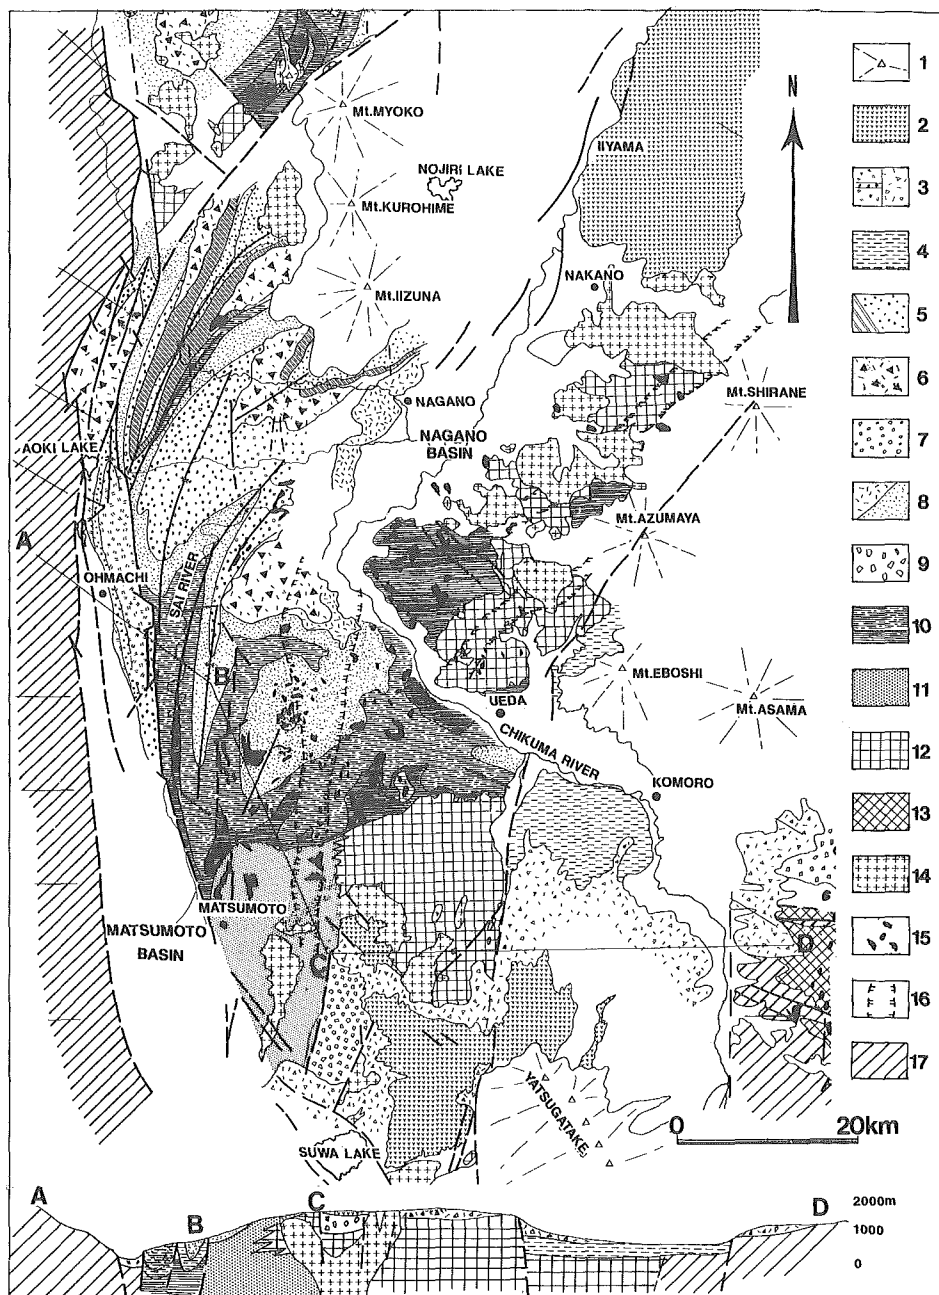 Mt.MYOKO
NOJIRI LAKE
Mt.KUROHIME
Mt.IIZUNA
IIYAMA
NAKANO
NAGANO
NAGANO
BASIN
Mt.SHIRANE
AOKI LAKE
A
OHMACHI
SAI RIVER
Mt.AZUMAYA
B
Mt.EBOSHI
UEDA
Mt.ASAMA
CHIKUMA RIVER
KOMORO
MATSUMOTO
MATSUMOTO
BASIN
C
D
YATSUGATAKE
SUWA LAKE
N
1
2
3
4
5
6
7
8
9
10
11
12
13
14
15
16
17
0 20km
A
B
C
D
2000m
1000
0